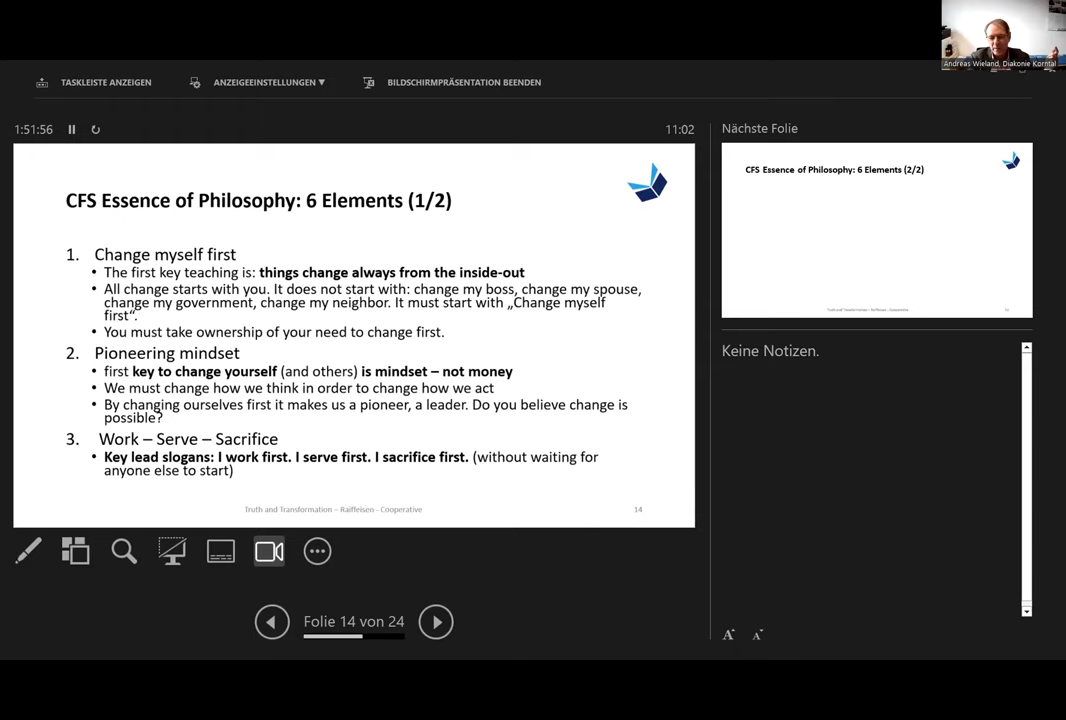 Andreas Wieland, Diakonie Korntal
TASKLEISTE ANZEIGEN
ANZEIGEEINSTELLUNGEN ▼
BILDSCHIRMPRÄSENTATION BEENDEN
1:51:56
11:02
CFS Essence of Philosophy: 6 Elements (1/2)
1. Change myself first
• The first key teaching is: things change always from the inside-out
• All change starts with you. It does not start with: change my boss, change my spouse,
change my government, change my neighbor. It must start with „Change myself
first“.
• You must take ownership of your need to change first.
2. Pioneering mindset
• first key to change yourself (and others) is mindset – not money
• We must change how we think in order to change how we act
• By changing ourselves first it makes us a pioneer, a leader. Do you believe change is
possible?
3. Work – Serve – Sacrifice
• Key lead slogans: I work first. I serve first. I sacrifice first. (without waiting for
anyone else to start)
Truth and Transformation – Raiffeisen - Cooperative
14
Folie 14 von 24
Nächste Folie
CFS Essence of Philosophy: 6 Elements (2/2)
Truth and Transformation – Raiffeisen - Cooperative
Keine Notizen.
A A